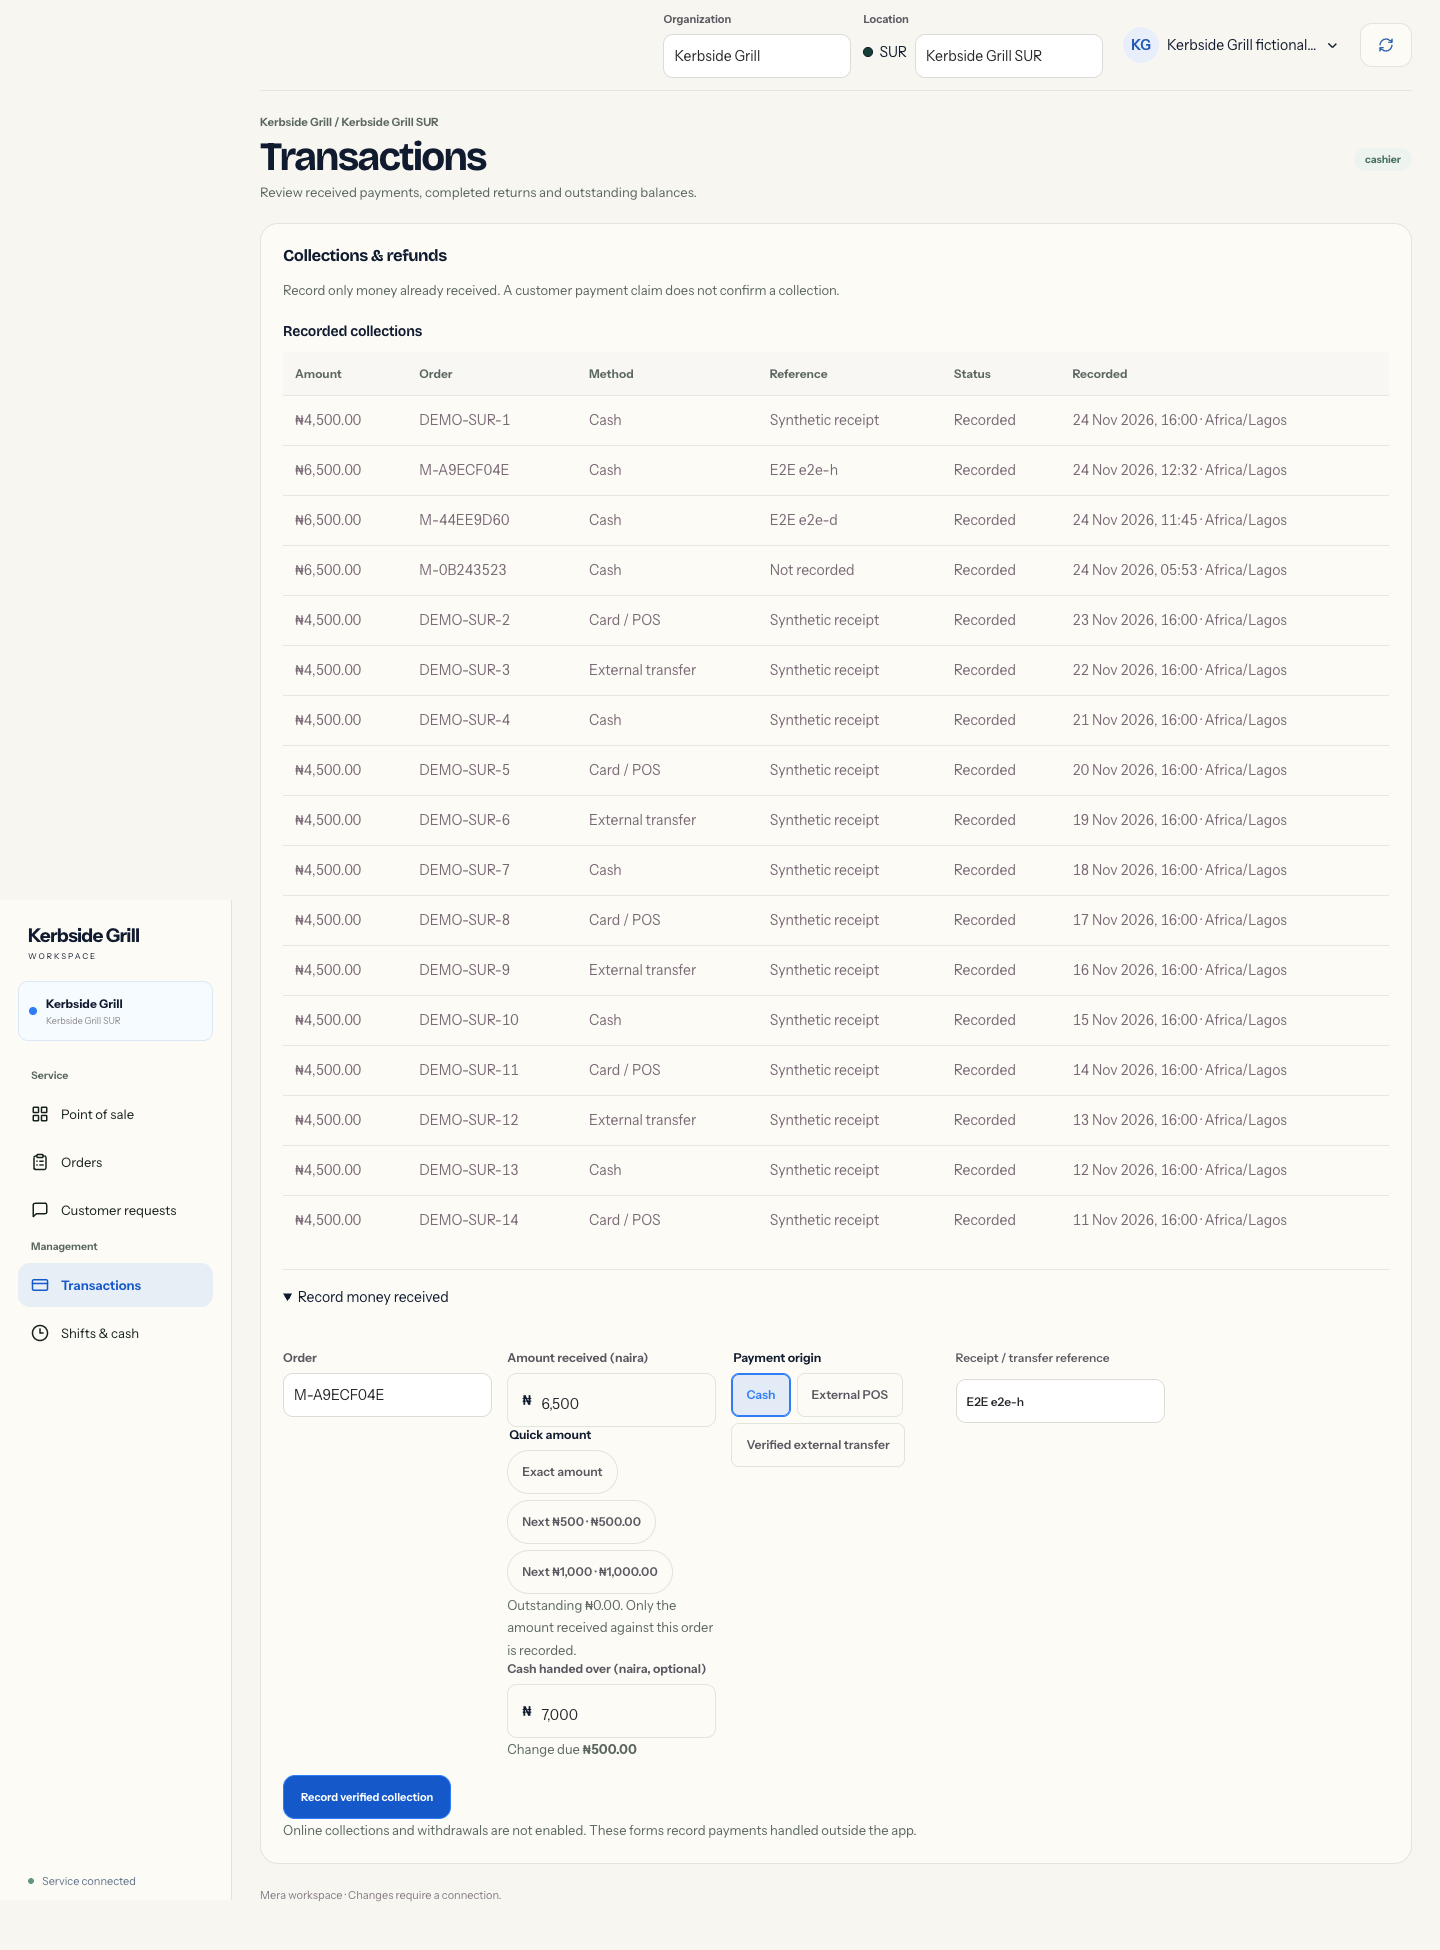 Organization
Location
Kerbside Grill
SUR
Kerbside Grill SUR
KG
Kerbside Grill fictional...
Kerbside Grill / Kerbside Grill SUR
Transactions
cashier
Review received payments, completed returns and outstanding balances.
Collections & refunds
Record only money already received. A customer payment claim does not confirm a collection.
Recorded collections
Amount Order Method Reference Status Recorded
₦4,500.00 DEMO-SUR-1 Cash Synthetic receipt Recorded 24 Nov 2026, 16:00 · Africa/Lagos
₦6,500.00 M-A9ECF04E Cash E2E e2e-h Recorded 24 Nov 2026, 12:32 · Africa/Lagos
₦6,500.00 M-44EE9D60 Cash E2E e2e-d Recorded 24 Nov 2026, 11:45 · Africa/Lagos
₦6,500.00 M-0B243523 Cash Not recorded Recorded 24 Nov 2026, 05:53 · Africa/Lagos
₦4,500.00 DEMO-SUR-2 Card / POS Synthetic receipt Recorded 23 Nov 2026, 16:00 · Africa/Lagos
₦4,500.00 DEMO-SUR-3 External transfer Synthetic receipt Recorded 22 Nov 2026, 16:00 · Africa/Lagos
₦4,500.00 DEMO-SUR-4 Cash Synthetic receipt Recorded 21 Nov 2026, 16:00 · Africa/Lagos
₦4,500.00 DEMO-SUR-5 Card / POS Synthetic receipt Recorded 20 Nov 2026, 16:00 · Africa/Lagos
₦4,500.00 DEMO-SUR-6 External transfer Synthetic receipt Recorded 19 Nov 2026, 16:00 · Africa/Lagos
₦4,500.00 DEMO-SUR-7 Cash Synthetic receipt Recorded 18 Nov 2026, 16:00 · Africa/Lagos
₦4,500.00 DEMO-SUR-8 Card / POS Synthetic receipt Recorded 17 Nov 2026, 16:00 · Africa/Lagos
₦4,500.00 DEMO-SUR-9 External transfer Synthetic receipt Recorded 16 Nov 2026, 16:00 · Africa/Lagos
₦4,500.00 DEMO-SUR-10 Cash Synthetic receipt Recorded 15 Nov 2026, 16:00 · Africa/Lagos
₦4,500.00 DEMO-SUR-11 Card / POS Synthetic receipt Recorded 14 Nov 2026, 16:00 · Africa/Lagos
₦4,500.00 DEMO-SUR-12 External transfer Synthetic receipt Recorded 13 Nov 2026, 16:00 · Africa/Lagos
₦4,500.00 DEMO-SUR-13 Cash Synthetic receipt Recorded 12 Nov 2026, 16:00 · Africa/Lagos
₦4,500.00 DEMO-SUR-14 Card / POS Synthetic receipt Recorded 11 Nov 2026, 16:00 · Africa/Lagos
Kerbside Grill
WORKSPACE
Kerbside Grill
Kerbside Grill SUR
Service
Point of sale
Orders
Customer requests
Management
Transactions
Shifts & cash
Service connected
Record money received
Order
M-A9ECF04E
Amount received (naira)
₦ 6,500
Quick amount
Exact amount
Next ₦500 · ₦500.00
Next ₦1,000 · ₦1,000.00
Outstanding ₦0.00. Only the
amount received against this order
is recorded.
Cash handed over (naira, optional)
₦ 7,000
Change due ₦500.00
Payment origin
Cash
External POS
Verified external transfer
Receipt / transfer reference
E2E e2e-h
Record verified collection
Online collections and withdrawals are not enabled. These forms record payments handled outside the app.
Mera workspace · Changes require a connection.